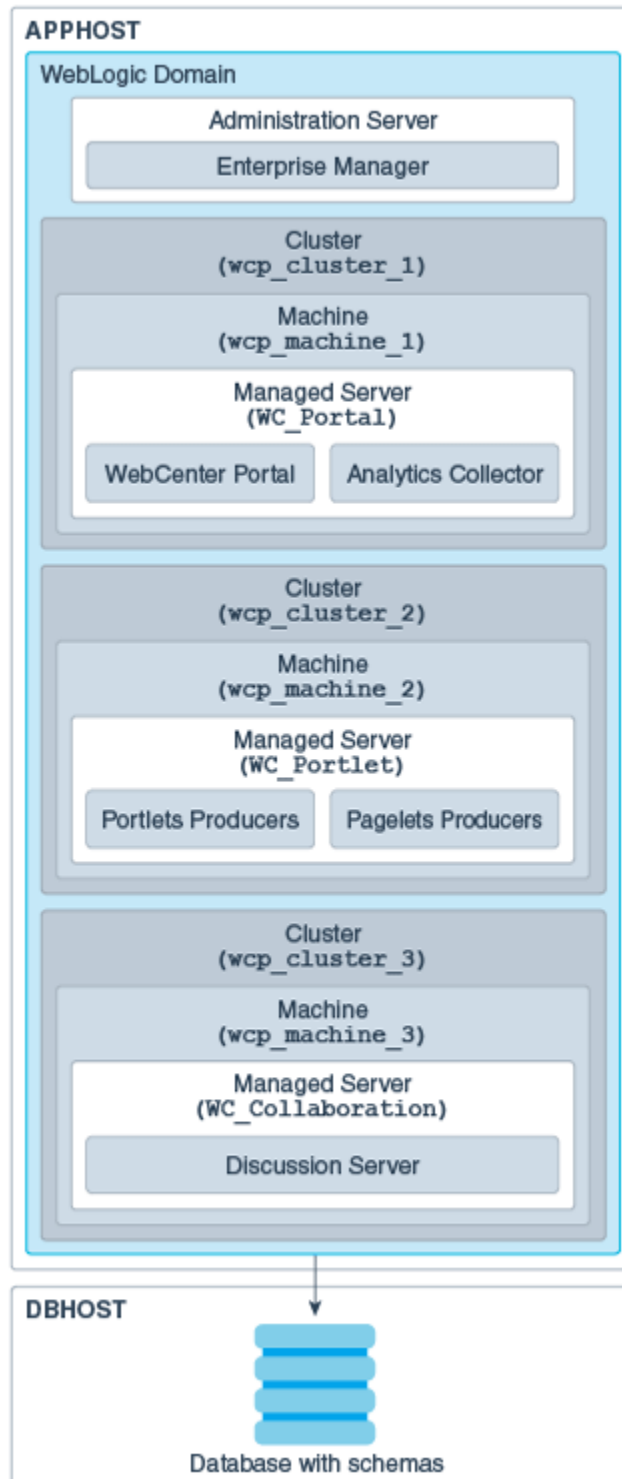 APPHOST
WebLogic Domain
Administration Server
Enterprise Manager
Cluster
(wcp_cluster_1)
Machine
(wcp_machine_1)
Managed Server
(WC_Portal)
WebCenter Portal
Analytics Collector
Cluster
(wcp_cluster_2)
Machine
(wcp_machine_2)
Managed Server
(WC_Portlet)
Portlets Producers
Pagelets Producers
Cluster
(wcp_cluster_3)
Machine
(wcp_machine_3)
Managed Server
(WC_Collaboration)
Discussion Server
DBHOST
Database with schemas